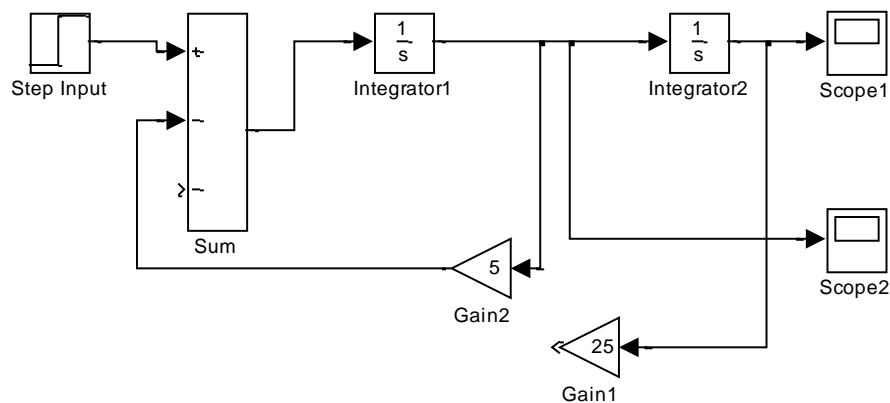 1
s
1
s
+
−
−
Step Input
Integrator1
Integrator2
Scope1
Sum
5
Gain2
Scope2
25
Gain1